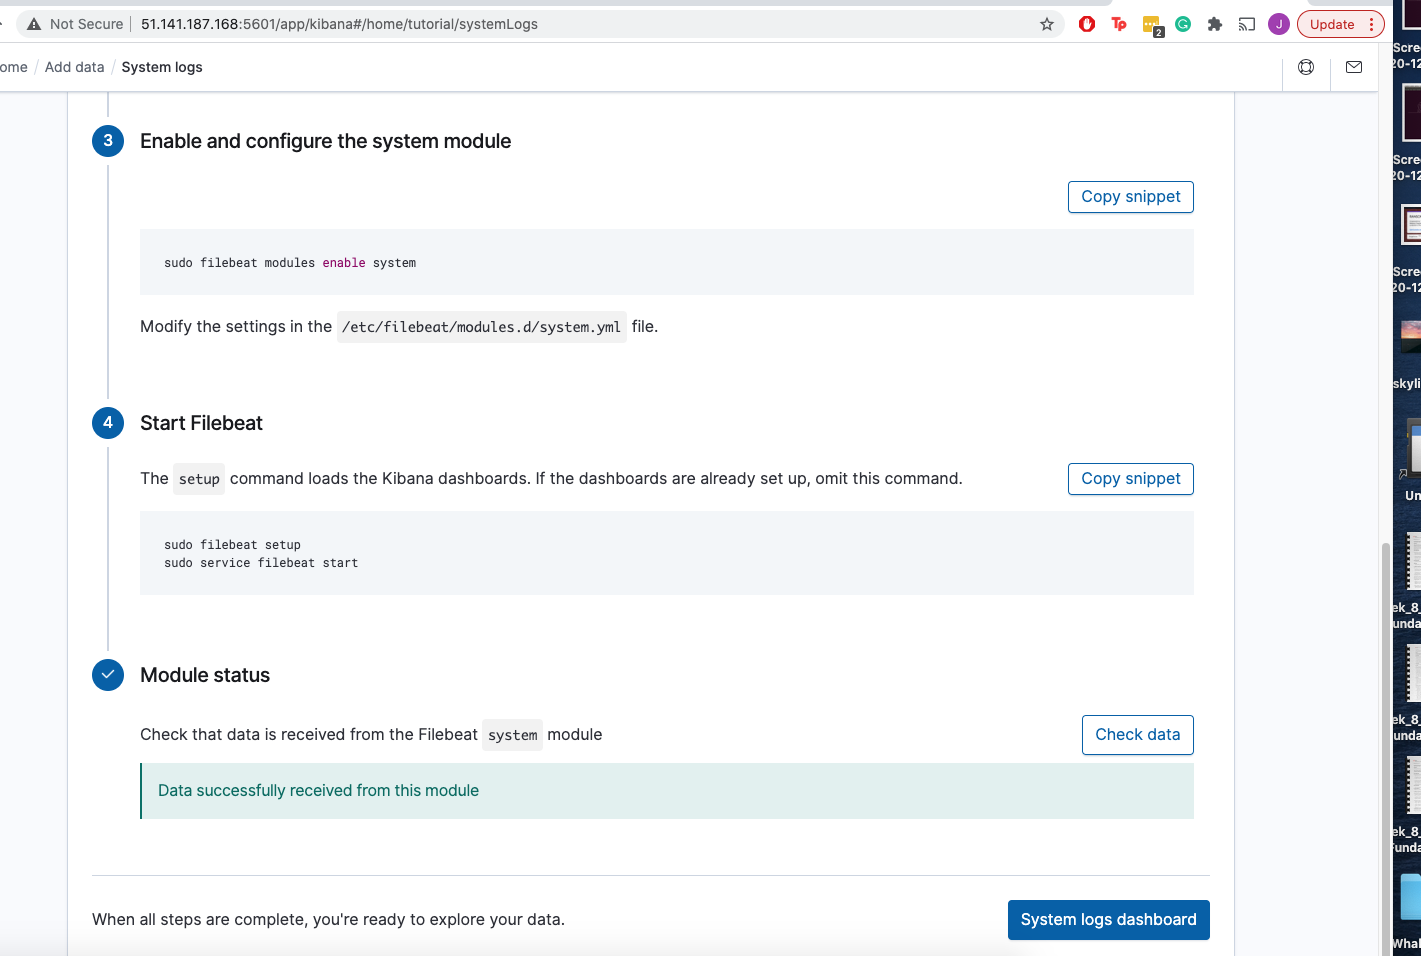 Not Secure 51.141.187.168:5601/app/kibana#/home/tutorial/systemLogs
2
J
Update
ome / Add data / System logs
3 Enable and configure the system module
Copy snippet
sudo filebeat modules enable system
Modify the settings in the /etc/filebeat/modules.d/system.yml file.
4 Start Filebeat
The setup command loads the Kibana dashboards. If the dashboards are already set up, omit this command.
Copy snippet
sudo filebeat setup
sudo service filebeat start
Module status
Check that data is received from the Filebeat system module
Check data
Data successfully received from this module
When all steps are complete, you're ready to explore your data.
System logs dashboard
Scre
20-12
Scre
20-12
Scre
20-12
skyli
Un
ek_8_
unda
ek_8_
unda
ek_8_
Funda
Whal